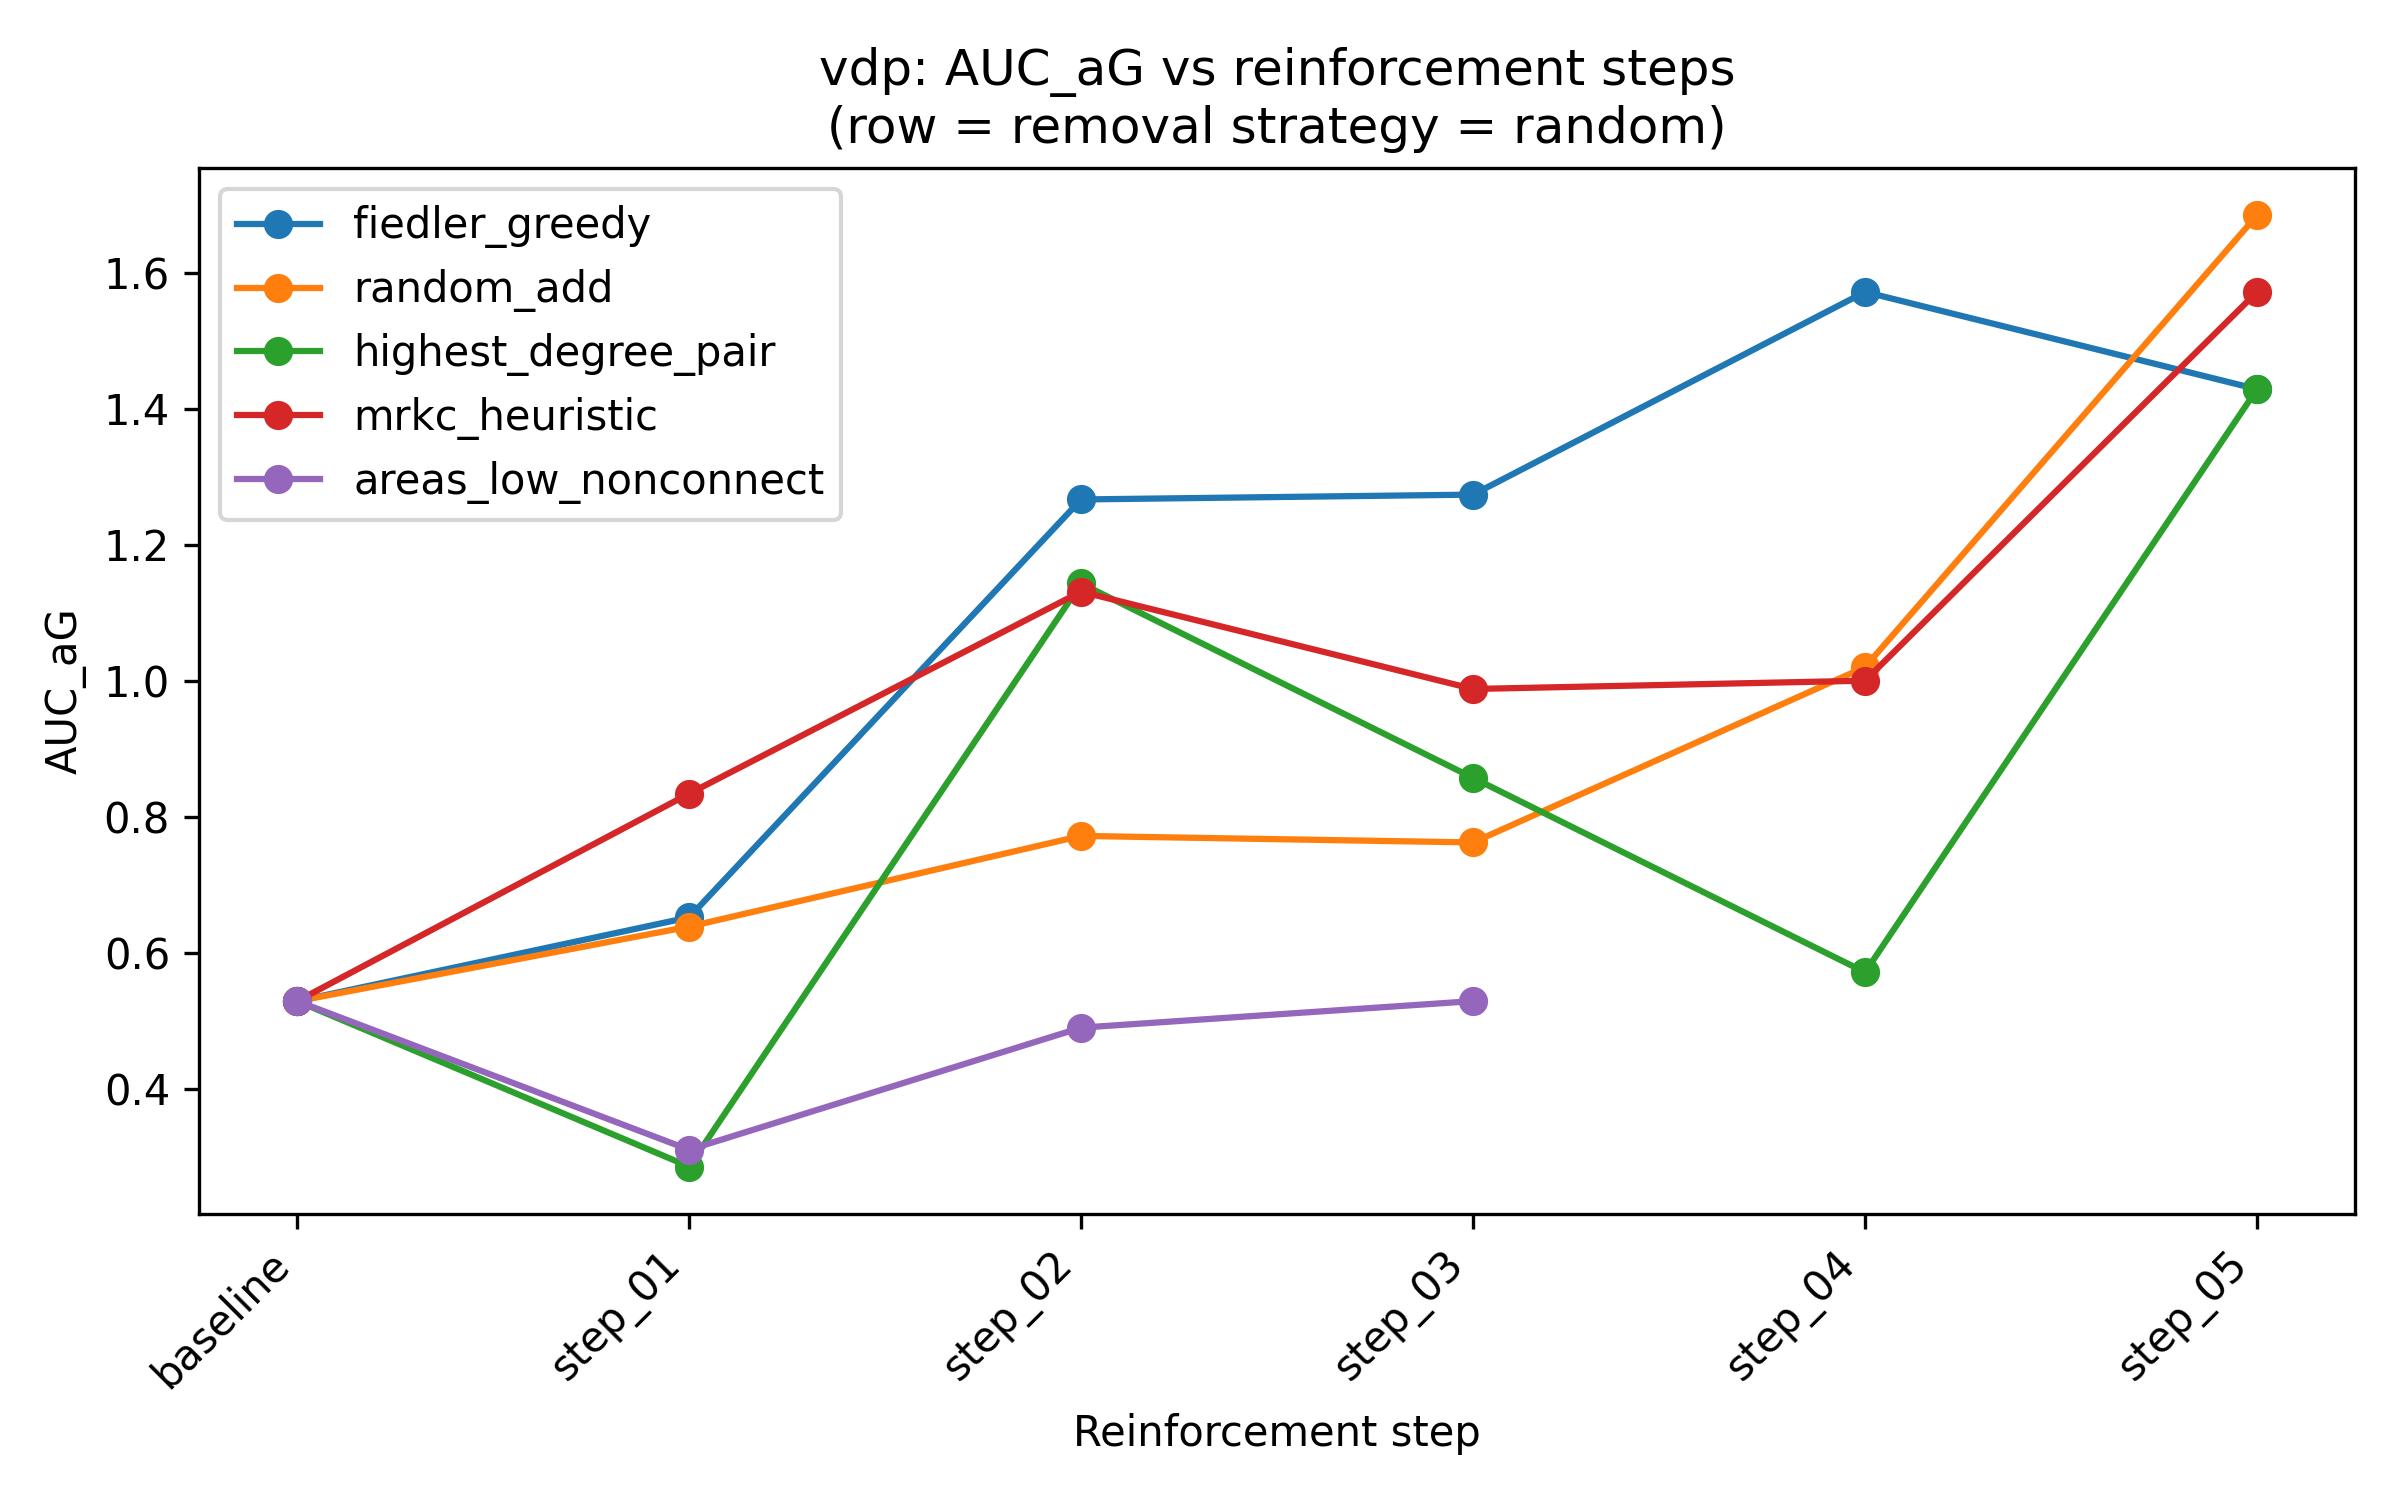 vdp: AUC_aG vs reinforcement steps
(row = removal strategy = random)
fiedler_greedy
random_add
highest_degree_pair
mrkc_heuristic
areas_low_nonconnect
AUC_aG
1.6
1.4
1.2
1.0
0.8
0.6
0.4
baseline
step_01
step_02
step_03
step_04
step_05
Reinforcement step